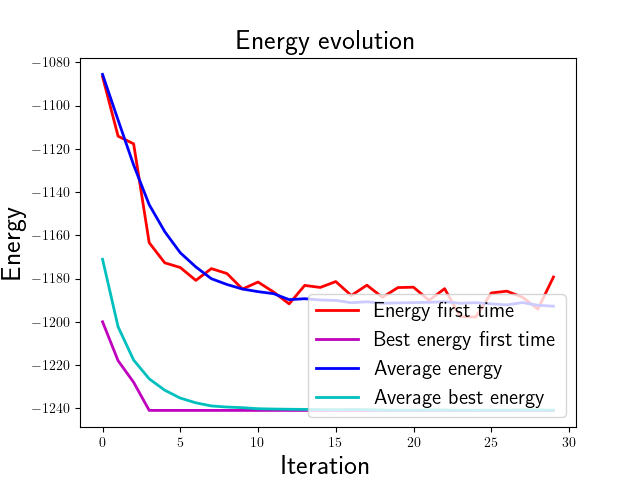 Energy evolution
Energy
−1080
−1100
−1120
−1140
−1160
−1180
−1200
−1220
−1240
Energy first time
Best energy first time
Average energy
Average best energy
0 5 10 15 20 25 30
Iteration